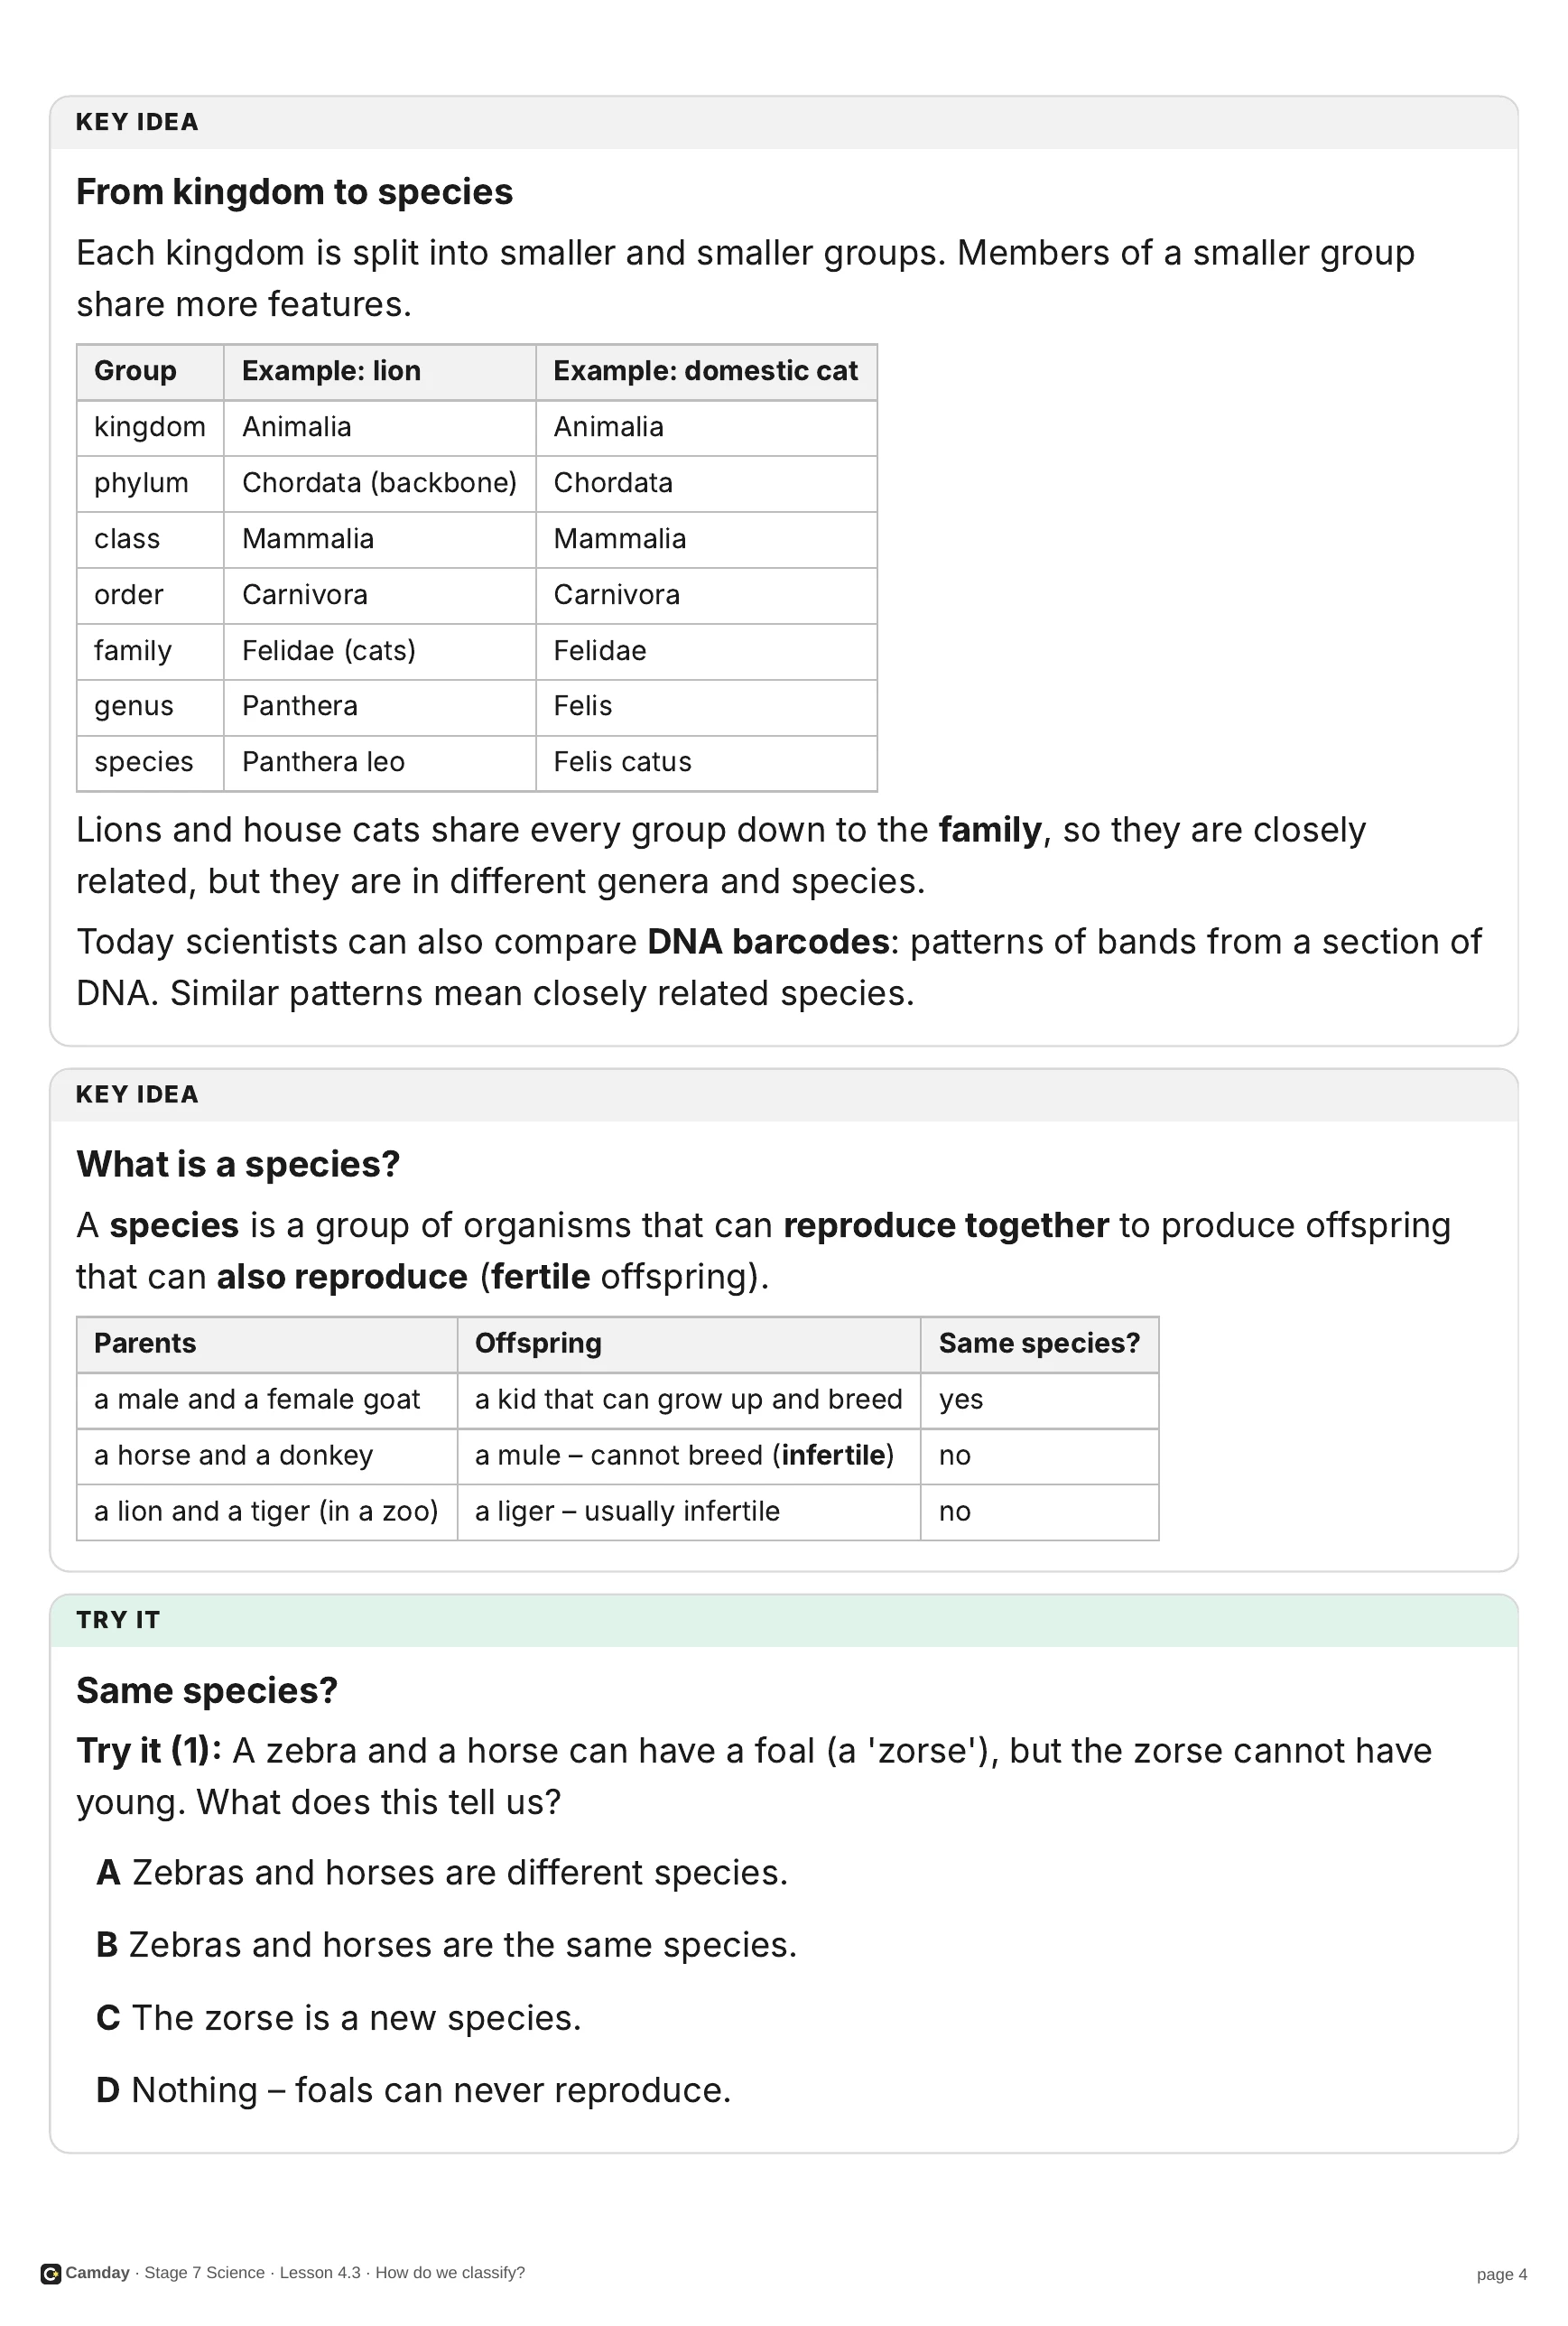 KEY IDEA
From kingdom to species
Each kingdom is split into smaller and smaller groups. Members of a smaller group
share more features.
Group Example: lion Example: domestic cat
kingdom Animalia Animalia
phylum Chordata (backbone) Chordata
class Mammalia Mammalia
order Carnivora Carnivora
family Felidae (cats) Felidae
genus Panthera Felis
species Panthera leo Felis catus
Lions and house cats share every group down to the family, so they are closely
related, but they are in different genera and species.
Today scientists can also compare DNA barcodes: patterns of bands from a section of
DNA. Similar patterns mean closely related species.
KEY IDEA
What is a species?
A species is a group of organisms that can reproduce together to produce offspring
that can also reproduce (fertile offspring).
Parents Offspring Same species?
a male and a female goat a kid that can grow up and breed yes
a horse and a donkey a mule – cannot breed (infertile) no
a lion and a tiger (in a zoo) a liger – usually infertile no
TRY IT
Same species?
Try it (1): A zebra and a horse can have a foal (a 'zorse'), but the zorse cannot have
young. What does this tell us?
A Zebras and horses are different species.
B Zebras and horses are the same species.
C The zorse is a new species.
D Nothing – foals can never reproduce.
Camday · Stage 7 Science · Lesson 4.3 · How do we classify? page 4